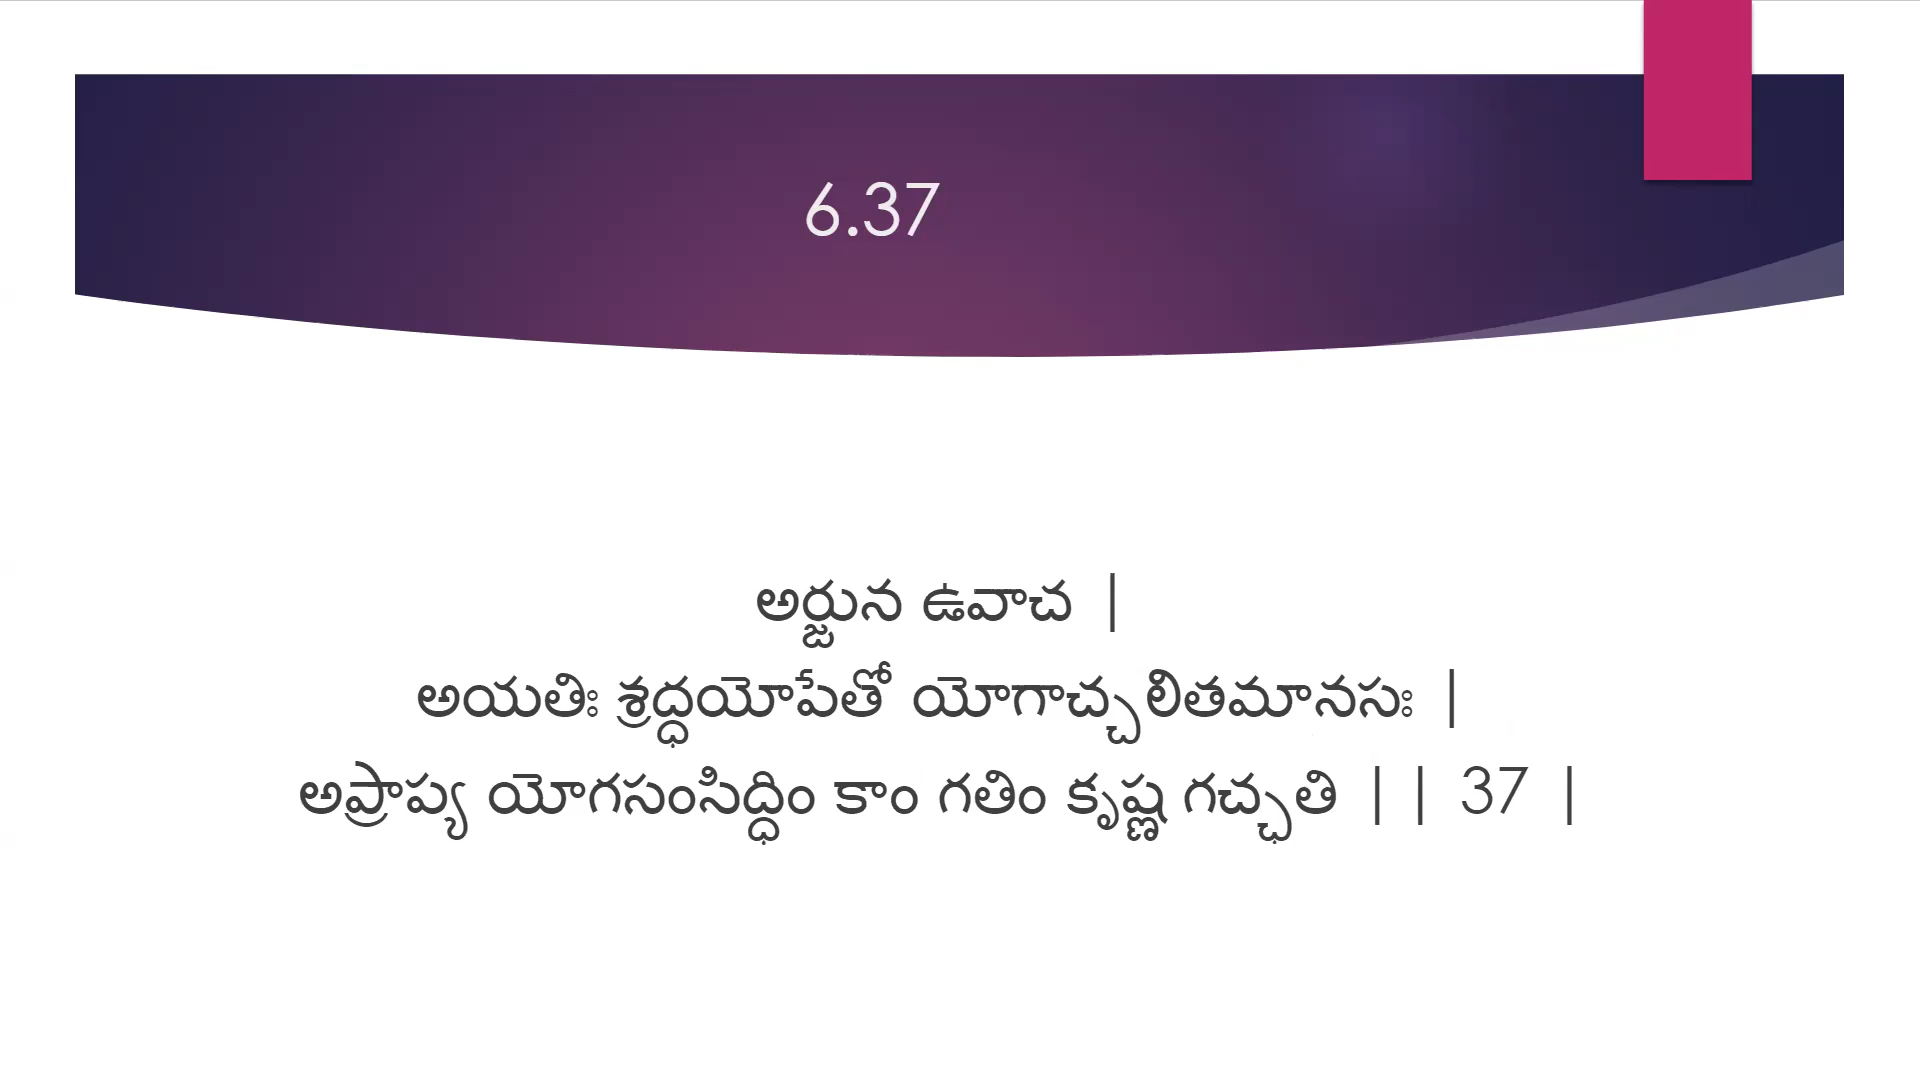 6.37
అర్జున ఉవాచ |
అయతిః శ్రద్ధయోపేతో యోగాచ్చలితమానసః |
అప్రాప్య యోగసంసిద్ధిం కాం గతిం కృష్ణ గచ్ఛతి || 37 |